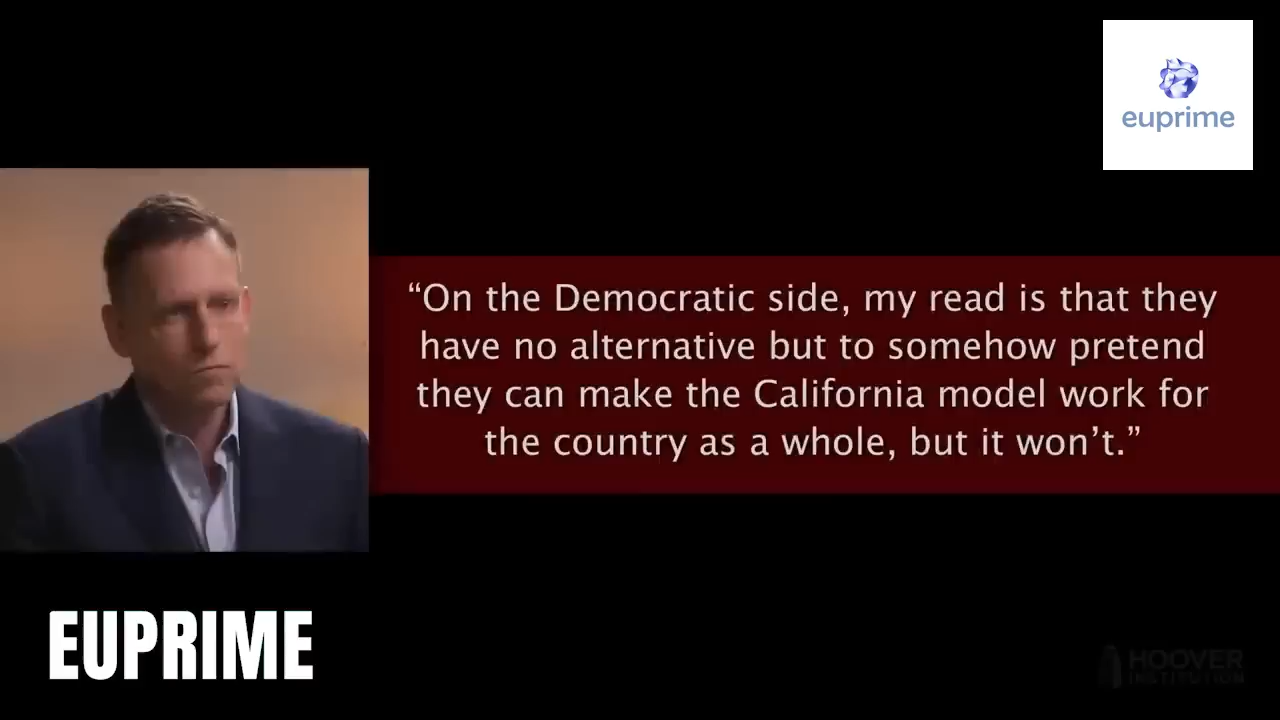 euprime
“On the Democratic side, my read is that they
have no alternative but to somehow pretend
they can make the California model work for
the country as a whole, but it won’t.”
EUPRIME
HOOVER
INSTITUTION